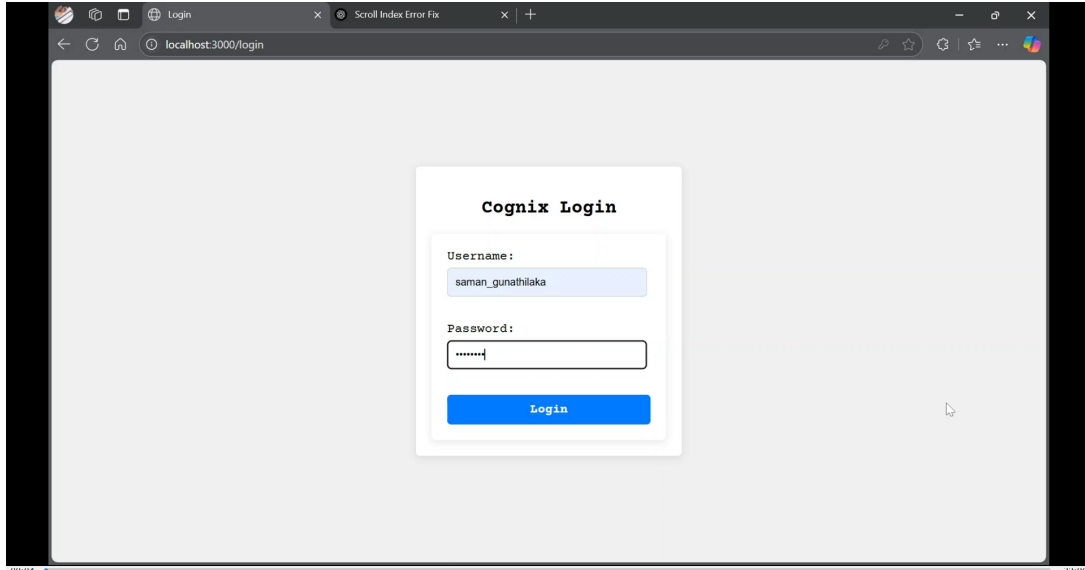 Login
Scroll Index Error Fix
localhost:3000/login
Cognix Login
Username:
saman_gunathilaka
Password:
••••••••
Login